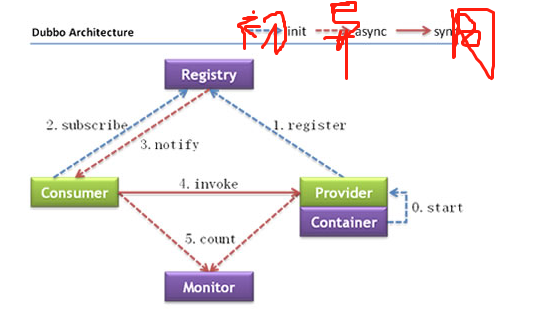 Dubbo Architecture 初 init 异 async 同 sync
Registry
2. subscribe
1. register
3. notify
Consumer
4. invoke
Provider
Container
0. start
5. count
Monitor